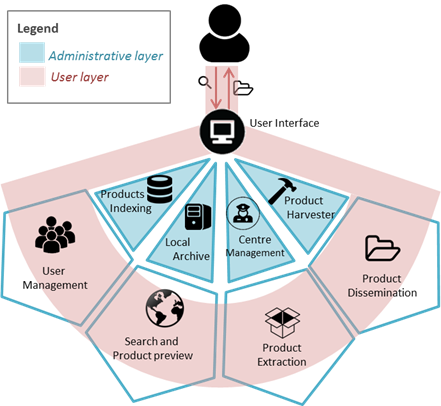 Legend
Administrative layer
User layer
User Interface
Products
Indexing
Local
Archive
Centre
Management
Product
Harvester
User
Management
Search and
Product preview
Product
Extraction
Product
Dissemination